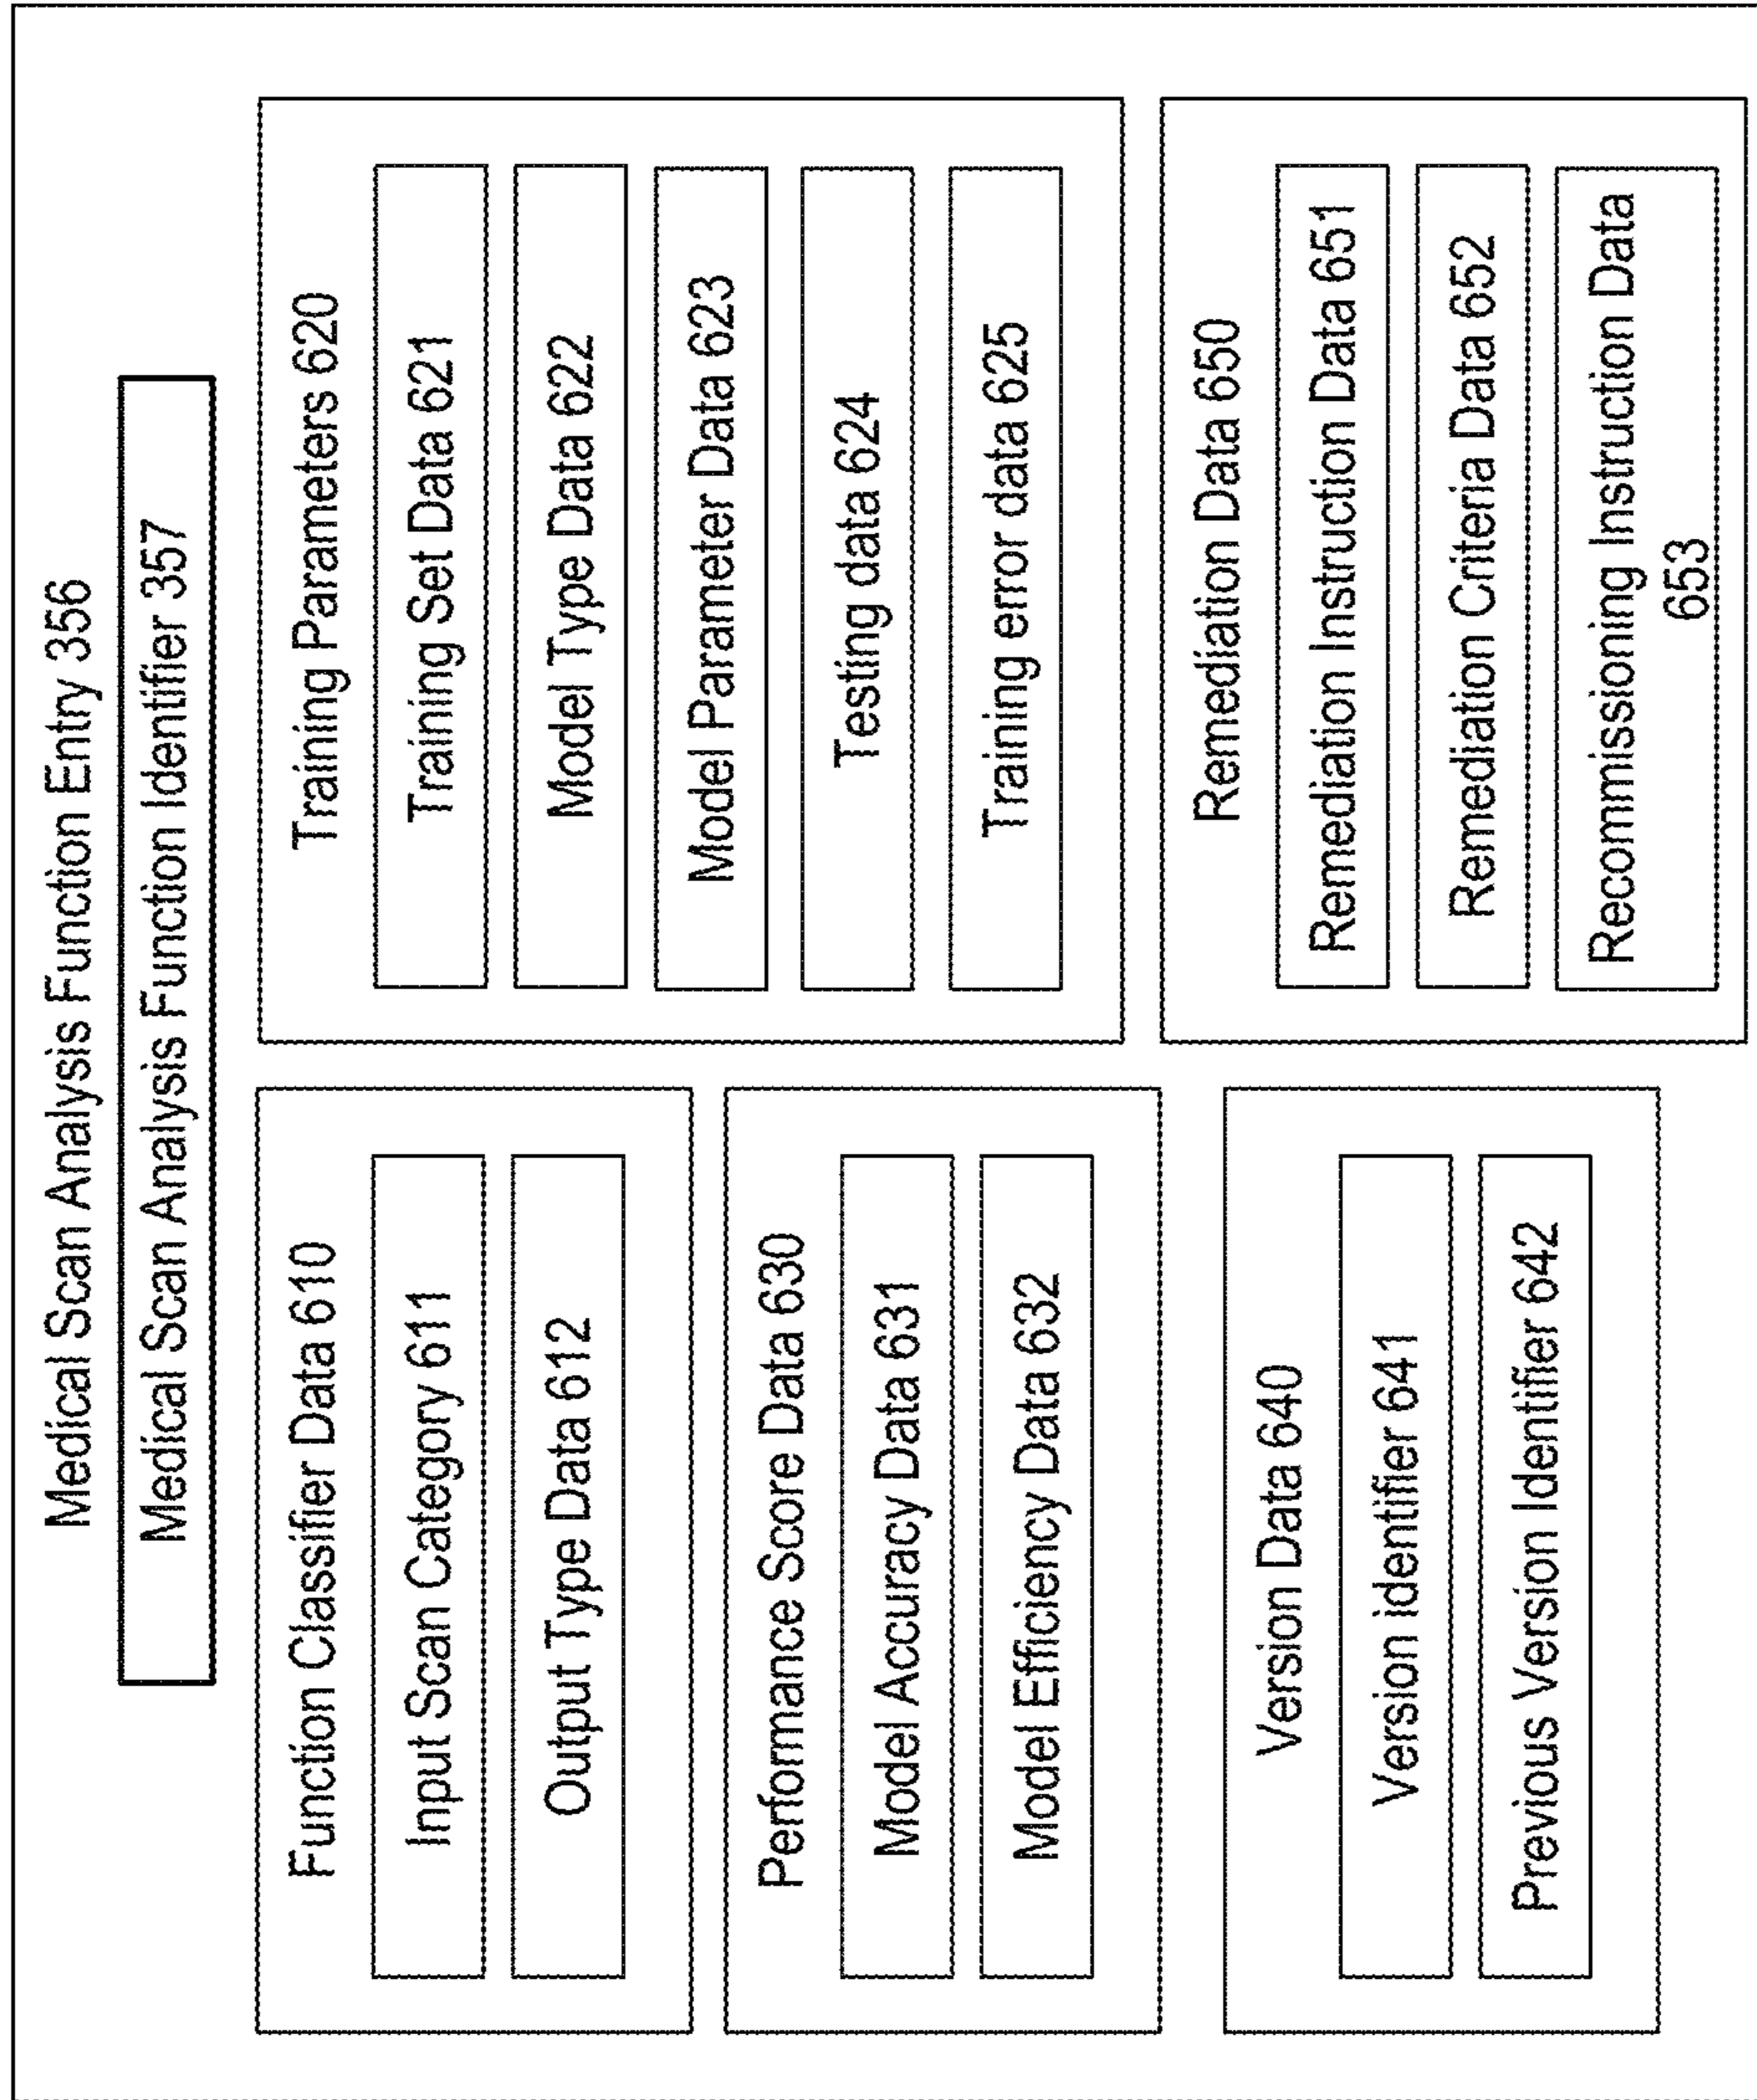 Medical Scan Analysis Function Entry 356
Medical Scan Analysis Function Identifier 357
Function Classifier Data 610
Input Scan Category 611
Output Type Data 612
Performance Score Data 630
Model Accuracy Data 631
Model Efficiency Data 632
Version Data 640
Version identifier 641
Previous Version Identifier 642
Training Parameters 620
Training Set Data 621
Model Type Data 622
Model Parameter Data 623
Testing data 624
Training error data 625
Remediation Data 650
Remediation Instruction Data 651
Remediation Criteria Data 652
Recommissioning Instruction Data
653